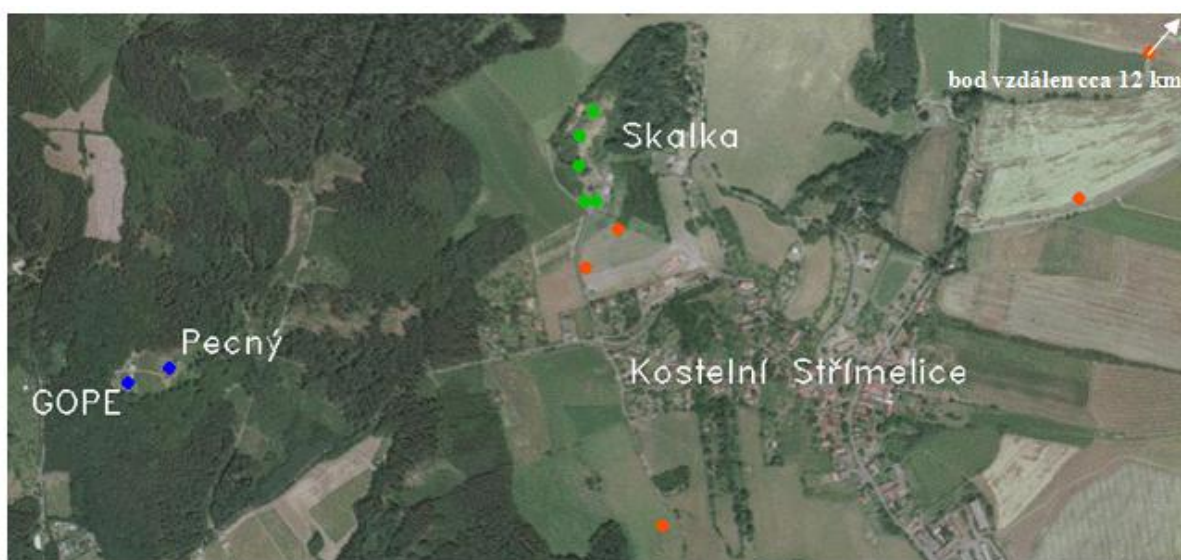 bod vzdálen cca 12 km
Skalka
Pecný
Kostelní Střímelice
GOPE